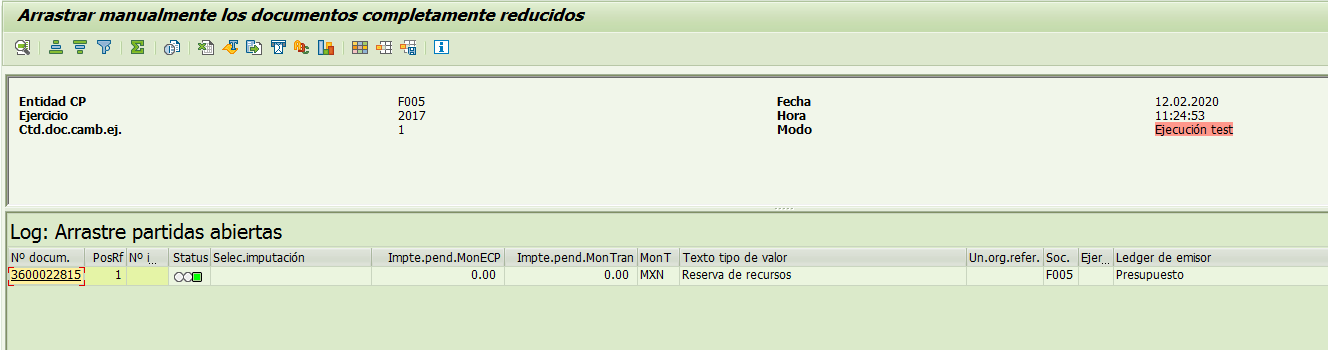 Arrastrar manualmente los documentos completamente reducidos
Entidad CP F005 Fecha 12.02.2020
Ejercicio 2017 Hora 11:24:53
Ctd.doc.camb.ej. 1 Modo Ejecución test
Log: Arrastre partidas abiertas
Nº docum. PosRf Nº i... Status Selec.imputación Impte.pend.MonECP Impte.pend.MonTran MonT Texto tipo de valor Un.org.refer. Soc. Ejer... Ledger de emisor
3600022815 1 0.00 0.00 MXN Reserva de recursos F005 Presupuesto